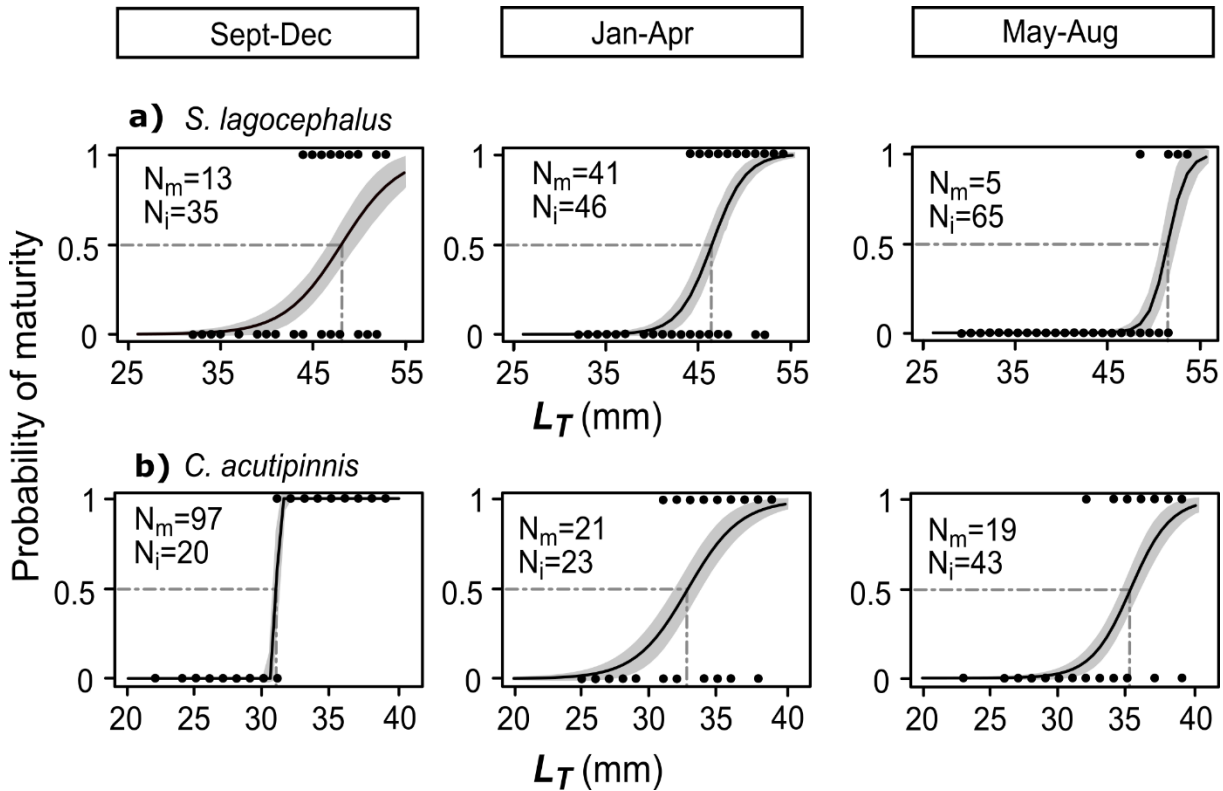 Sept-Dec
Jan-Apr
May-Aug
a) S. lagocephalus
Probability of maturity
1
0.5
0
N_m=13
N_i=35
25 35 45 55
1
0.5
0
N_m=41
N_i=46
25 35 45 55
1
0.5
0
N_m=5
N_i=65
25 35 45 55
L_T (mm)
b) C. acutipinnis
1
0.5
0
N_m=97
N_i=20
20 25 30 35 40
1
0.5
0
N_m=21
N_i=23
20 25 30 35 40
1
0.5
0
N_m=19
N_i=43
20 25 30 35 40
L_T (mm)